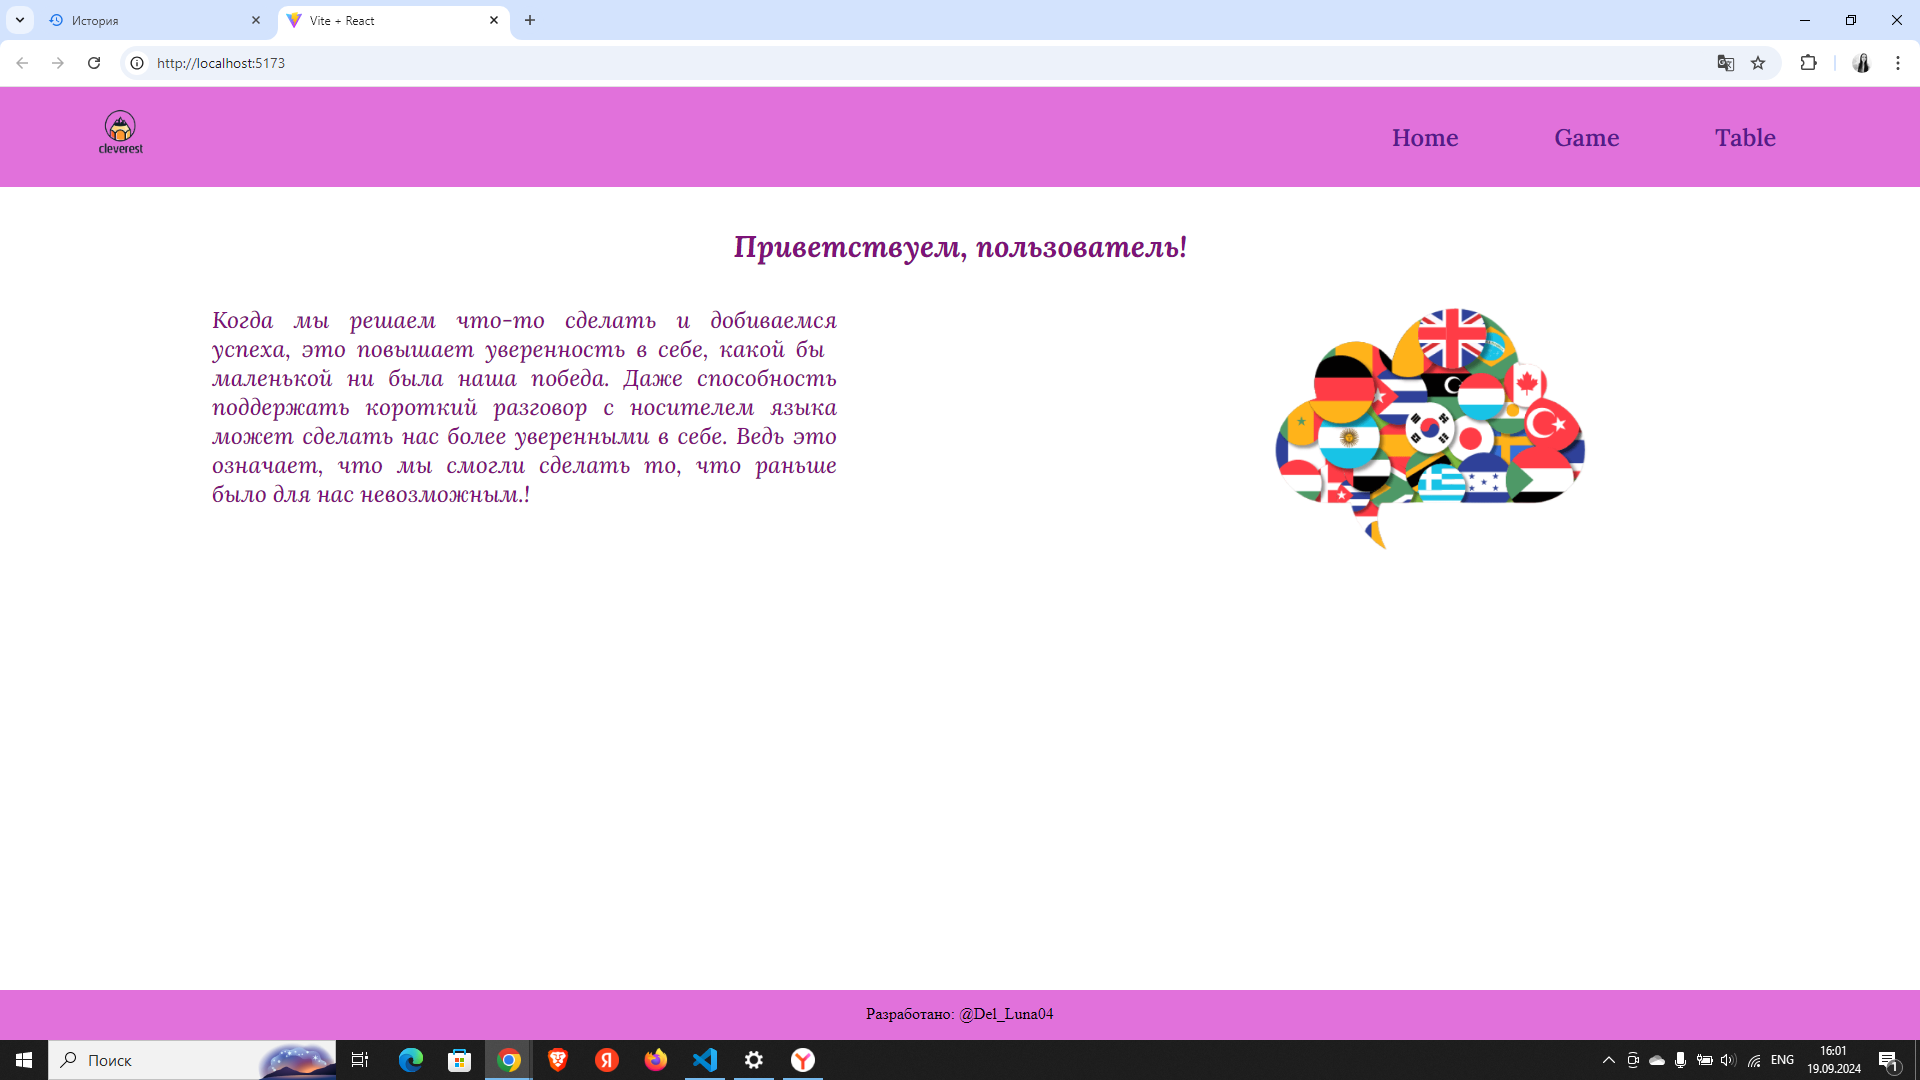 История
Vite + React
http://localhost:5173
cleverest
Home
Game
Table
Приветствуем, пользователь!
Когда мы решаем что-то сделать и добиваемся
успеха, это повышает уверенность в себе, какой бы
маленькой ни была наша победа. Даже способность
поддержать короткий разговор с носителем языка
может сделать нас более уверенными в себе. Ведь это
означает, что мы смогли сделать то, что раньше
было для нас невозможным.!
Разработано: @Del_Luna04
Поиск
ENG
16:01
19.09.2024
1